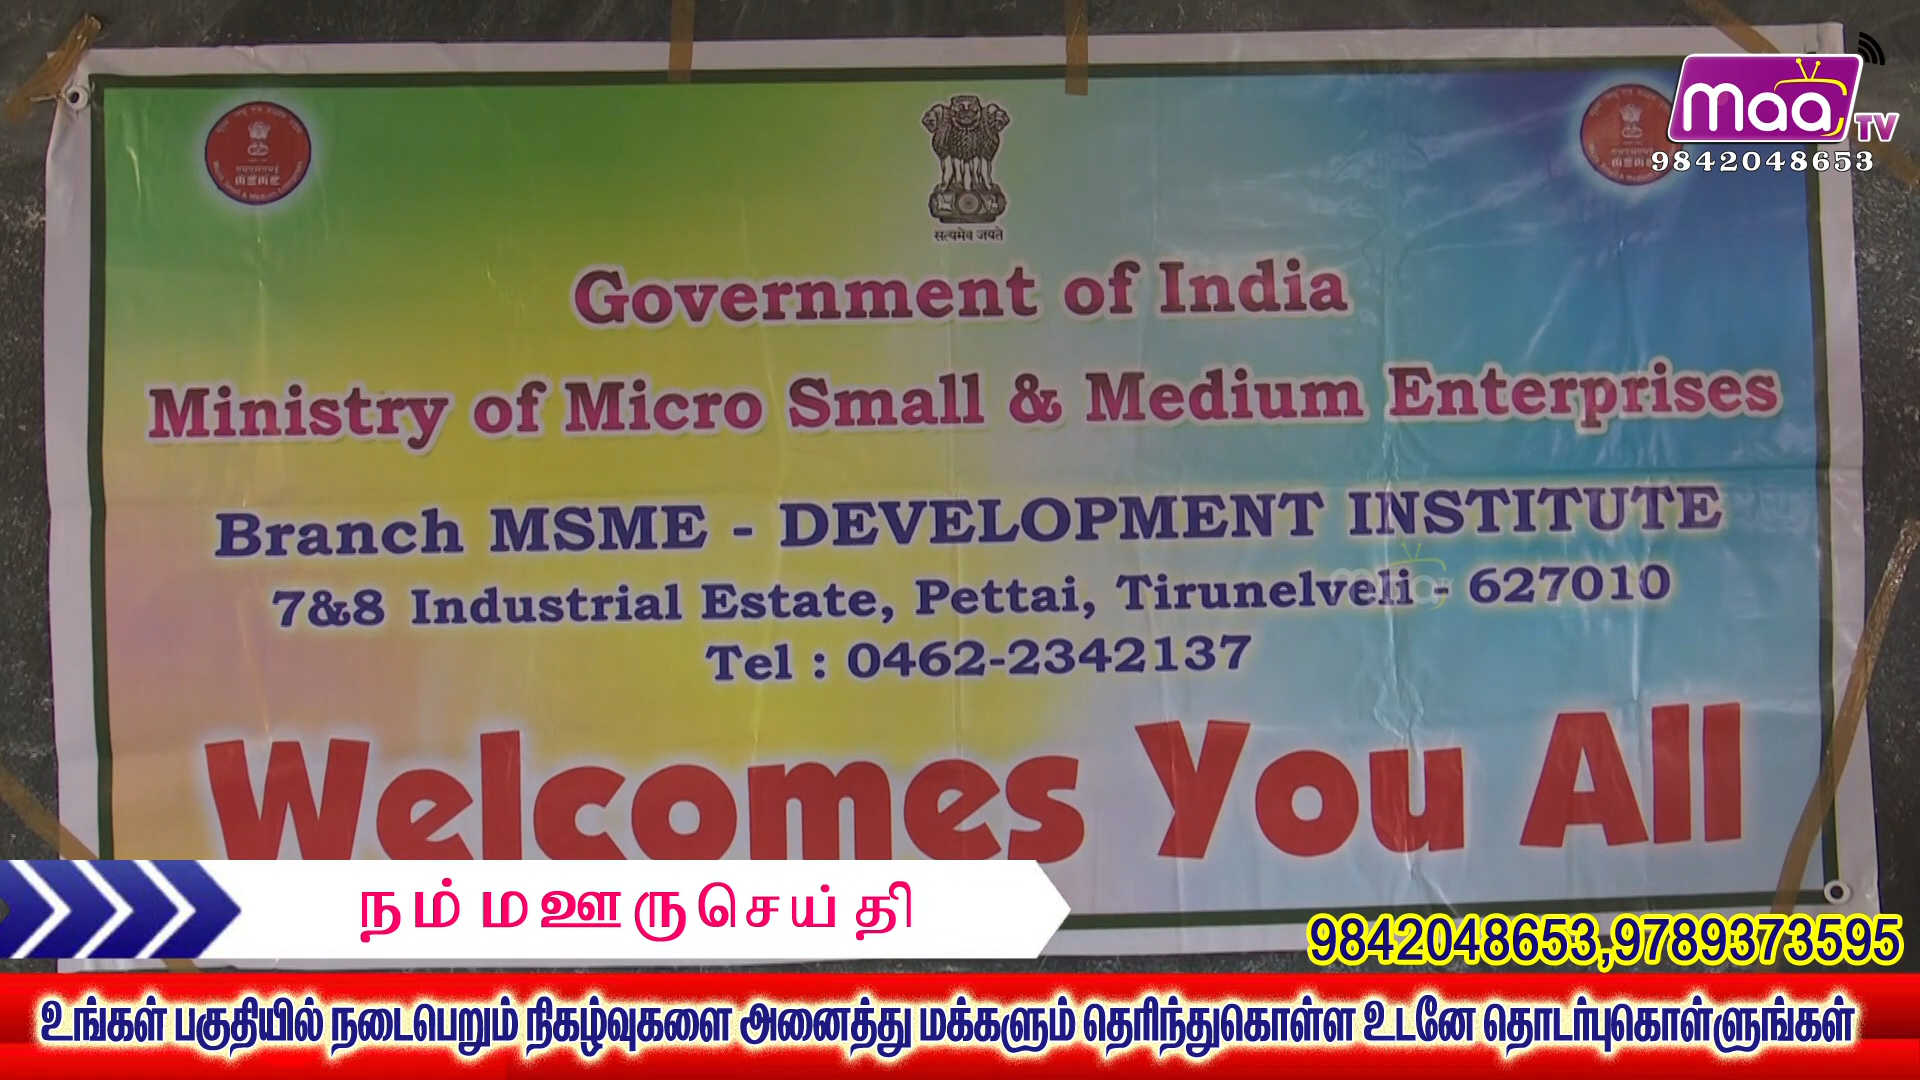 maa TV
9842048653
सत्यमेव जयते
Government of India
Ministry of Micro Small & Medium Enterprises
Branch MSME - DEVELOPMENT INSTITUTE
7&8 Industrial Estate, Pettai, Tirunelveli - 627010
Tel : 0462-2342137
Welcomes You All
நம்மஊருசெய்தி
9842048653,9789373595
உங்கள் பகுதியில் நடைபெறும் நிகழ்வுகளை அனைத்து மக்களும் தெரிந்துகொள்ள உடனே தொடர்புகொள்ளுங்கள்